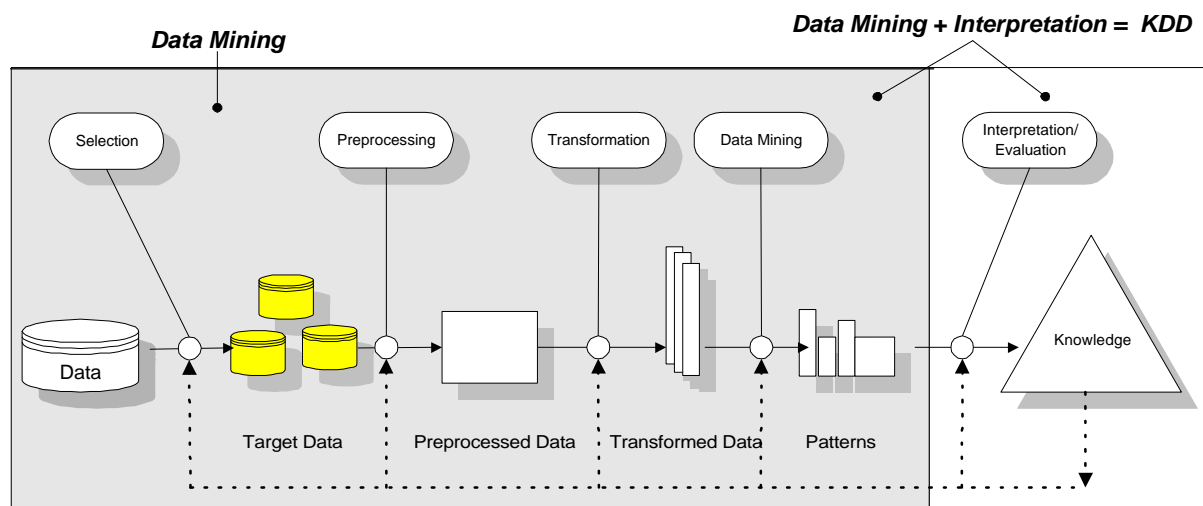 Data Mining
Data Mining + Interpretation = KDD
Selection
Preprocessing
Transformation
Data Mining
Interpretation/
Evaluation
Data
Knowledge
Target Data
Preprocessed Data
Transformed Data
Patterns